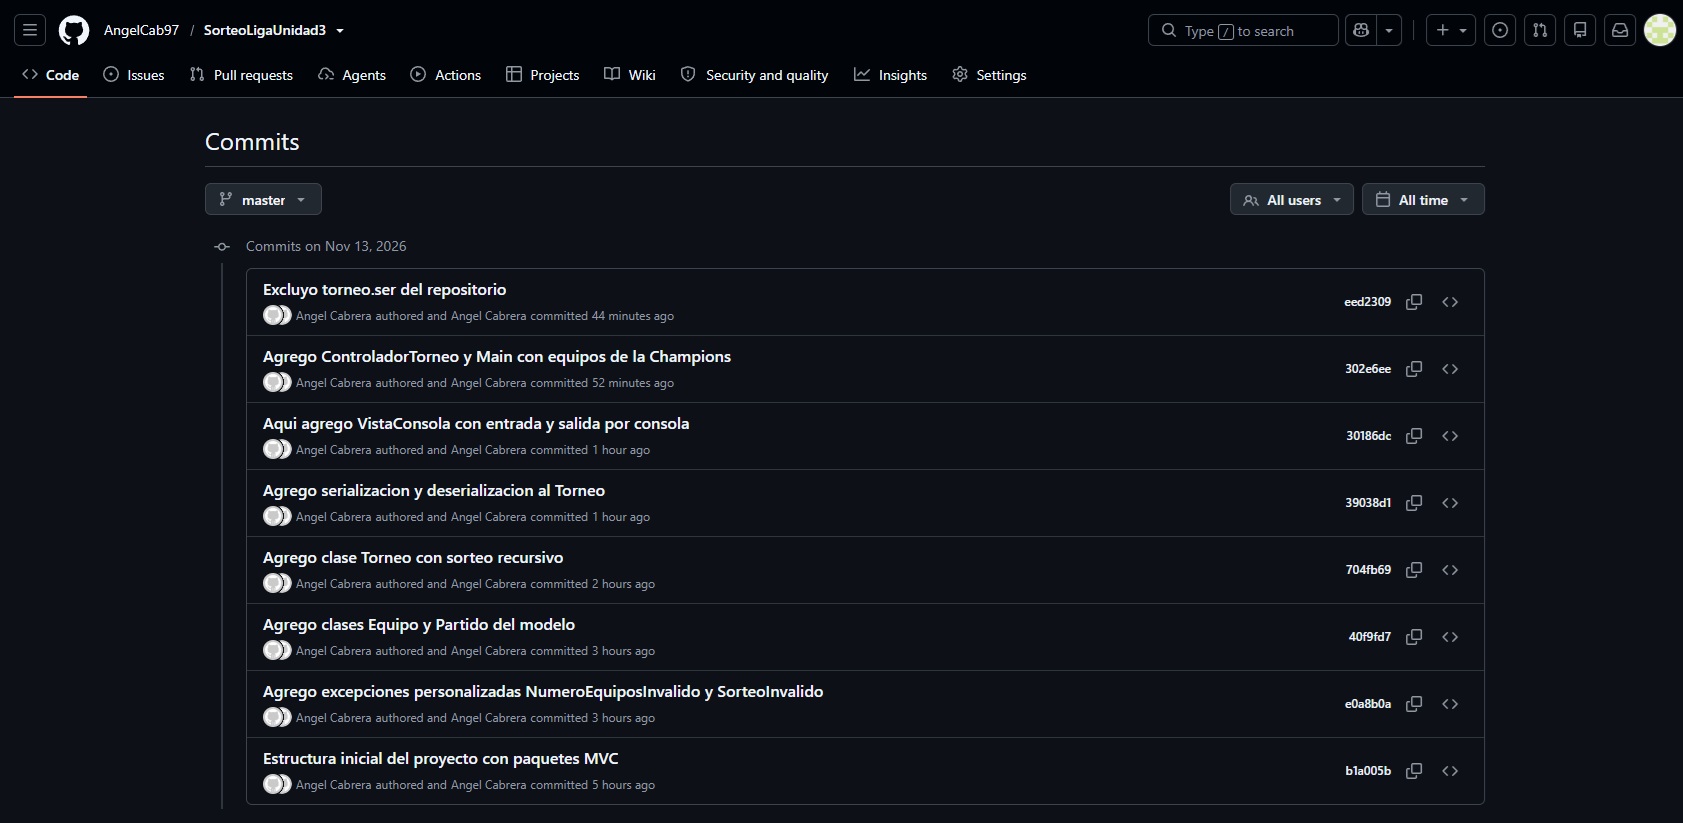 AngelCab97 / SorteoLigaUnidad3
Type / to search
Code Issues Pull requests Agents Actions Projects Wiki Security and quality Insights Settings
Commits
master All users All time
Commits on Nov 13, 2026
Excluyo torneo.ser del repositorio
Angel Cabrera authored and Angel Cabrera committed 44 minutes ago
eed2309
Agrego ControladorTorneo y Main con equipos de la Champions
Angel Cabrera authored and Angel Cabrera committed 52 minutes ago
302e6ee
Aqui agrego VistaConsola con entrada y salida por consola
Angel Cabrera authored and Angel Cabrera committed 1 hour ago
30186dc
Agrego serializacion y deserializacion al Torneo
Angel Cabrera authored and Angel Cabrera committed 1 hour ago
39038d1
Agrego clase Torneo con sorteo recursivo
Angel Cabrera authored and Angel Cabrera committed 2 hours ago
704fb69
Agrego clases Equipo y Partido del modelo
Angel Cabrera authored and Angel Cabrera committed 3 hours ago
40f9fd7
Agrego excepciones personalizadas NumeroEquiposInvalido y SorteoInvalido
Angel Cabrera authored and Angel Cabrera committed 3 hours ago
e0a8b0a
Estructura inicial del proyecto con paquetes MVC
Angel Cabrera authored and Angel Cabrera committed 5 hours ago
b1a005b